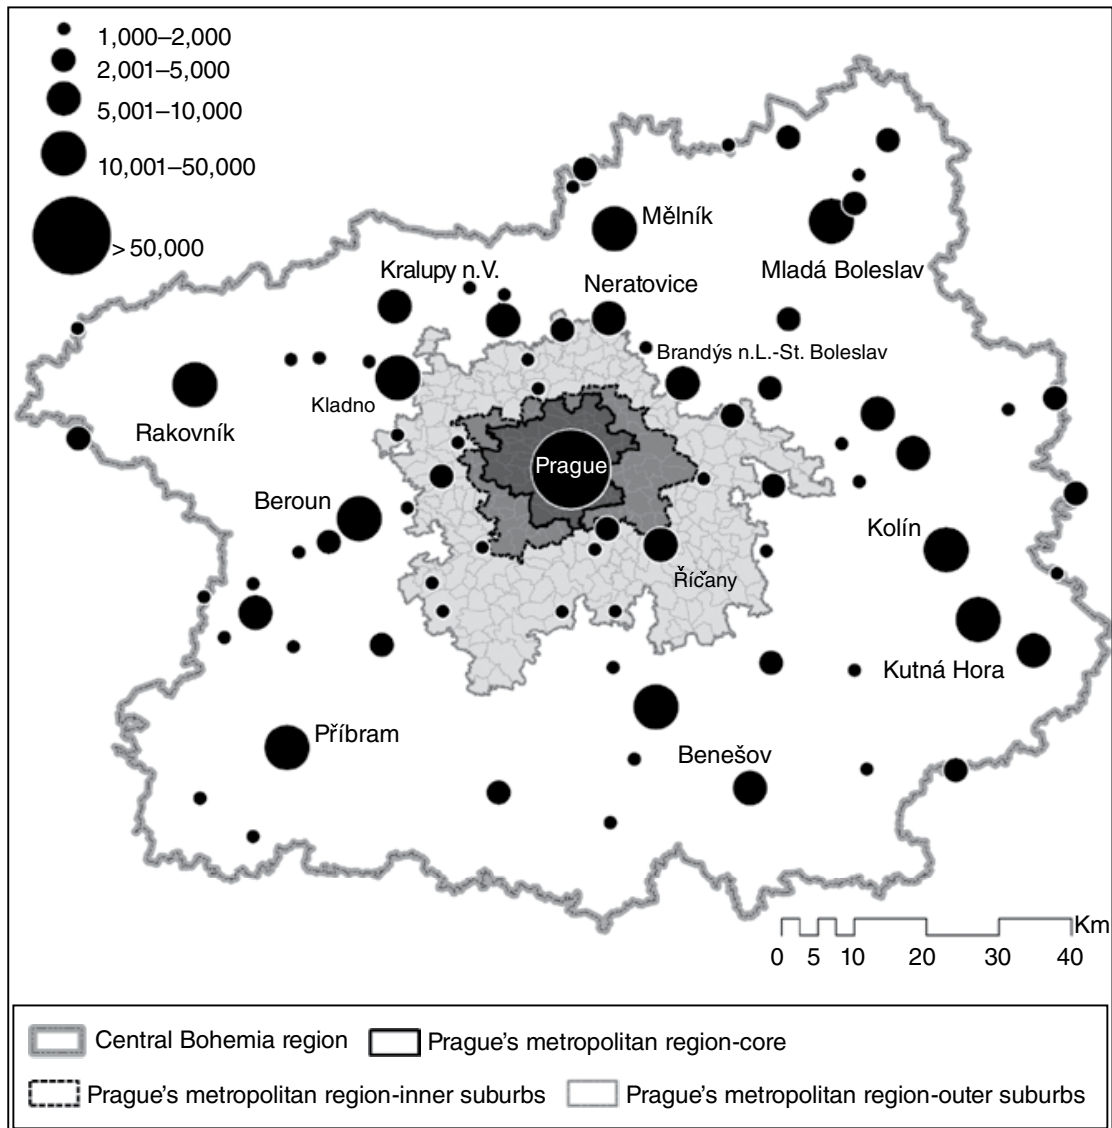 1,000–2,000
2,001–5,000
5,001–10,000
10,001–50,000
> 50,000
Mělník
Mladá Boleslav
Kralupy n.V.
Neratovice
Brandýs n.L.-St. Boleslav
Kladno
Rakovník
Prague
Beroun
Kolín
Říčany
Kutná Hora
Příbram
Benešov
Km
0 5 10 20 30 40
Central Bohemia region
Prague's metropolitan region-core
Prague's metropolitan region-inner suburbs
Prague's metropolitan region-outer suburbs